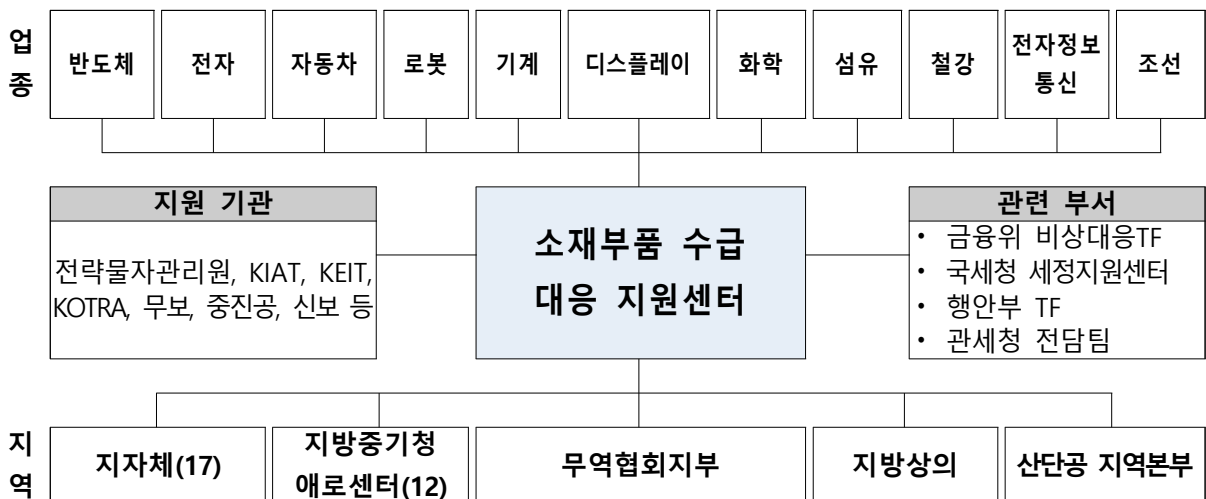 업
종
반도체
전자
자동차
로봇
기계
디스플레이
화학
섬유
철강
전자정보
통신
조선
지원 기관
전략물자관리원, KIAT, KEIT,
KOTRA, 무보, 중진공, 신보 등
소재부품 수급
대응 지원센터
관련 부서
• 금융위 비상대응TF
• 국세청 세정지원센터
• 행안부 TF
• 관세청 전담팀
지
역
지자체(17)
지방중기청
애로센터(12)
무역협회지부
지방상의
산단공 지역본부